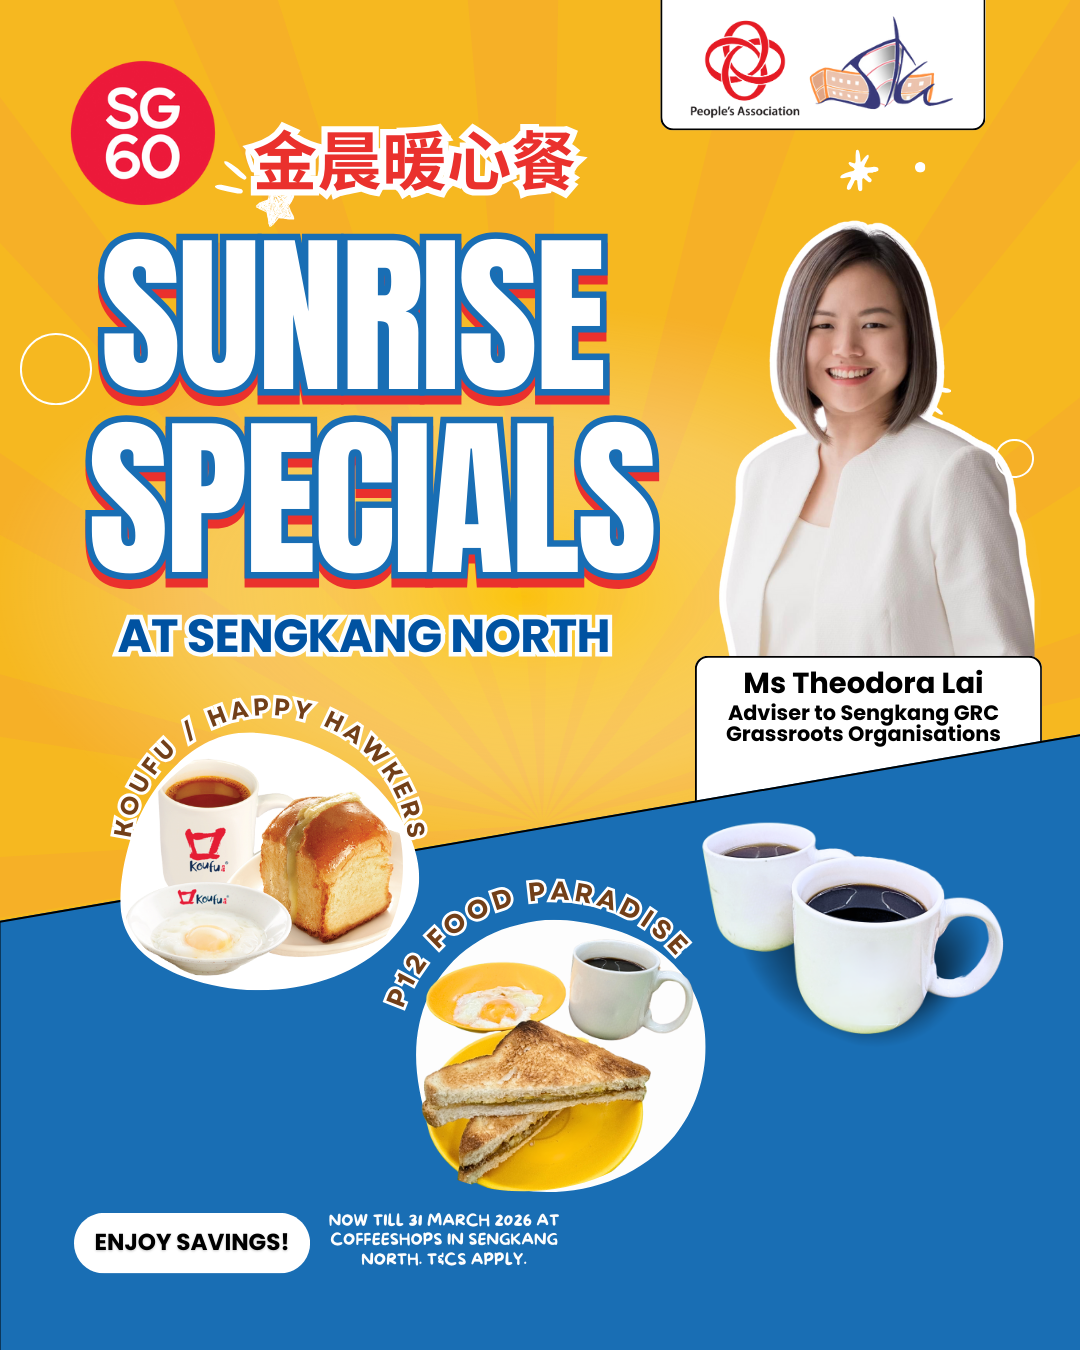 SG
60
People's Association
金晨暖心餐
SUNRISE
SPECIALS
AT SENGKANG NORTH
Ms Theodora Lai
Adviser to Sengkang GRC
Grassroots Organisations
KOUFU / HAPPY HAWKERS
Koufu
Koufu
P12 FOOD PARADISE
ENJOY SAVINGS!
NOW TILL 31 MARCH 2026 AT
COFFEESHOPS IN SENGKANG
NORTH. T&CS APPLY.